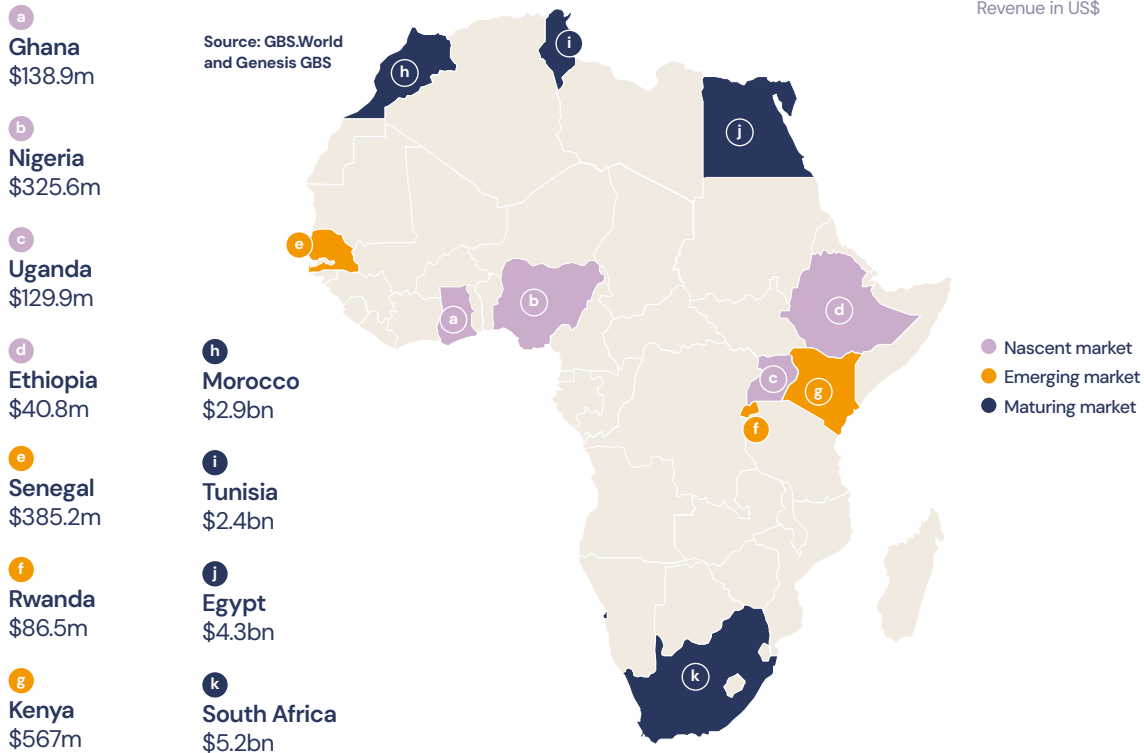 Revenue in US$
Source: GBS.World
and Genesis GBS
a
Ghana
$138.9m
b
Nigeria
$325.6m
c
Uganda
$129.9m
d
Ethiopia
$40.8m
e
Senegal
$385.2m
f
Rwanda
$86.5m
g
Kenya
$567m
h
Morocco
$2.9bn
i
Tunisia
$2.4bn
j
Egypt
$4.3bn
k
South Africa
$5.2bn
i
h
j
e
b
a
d
c
g
f
k
Nascent market
Emerging market
Maturing market